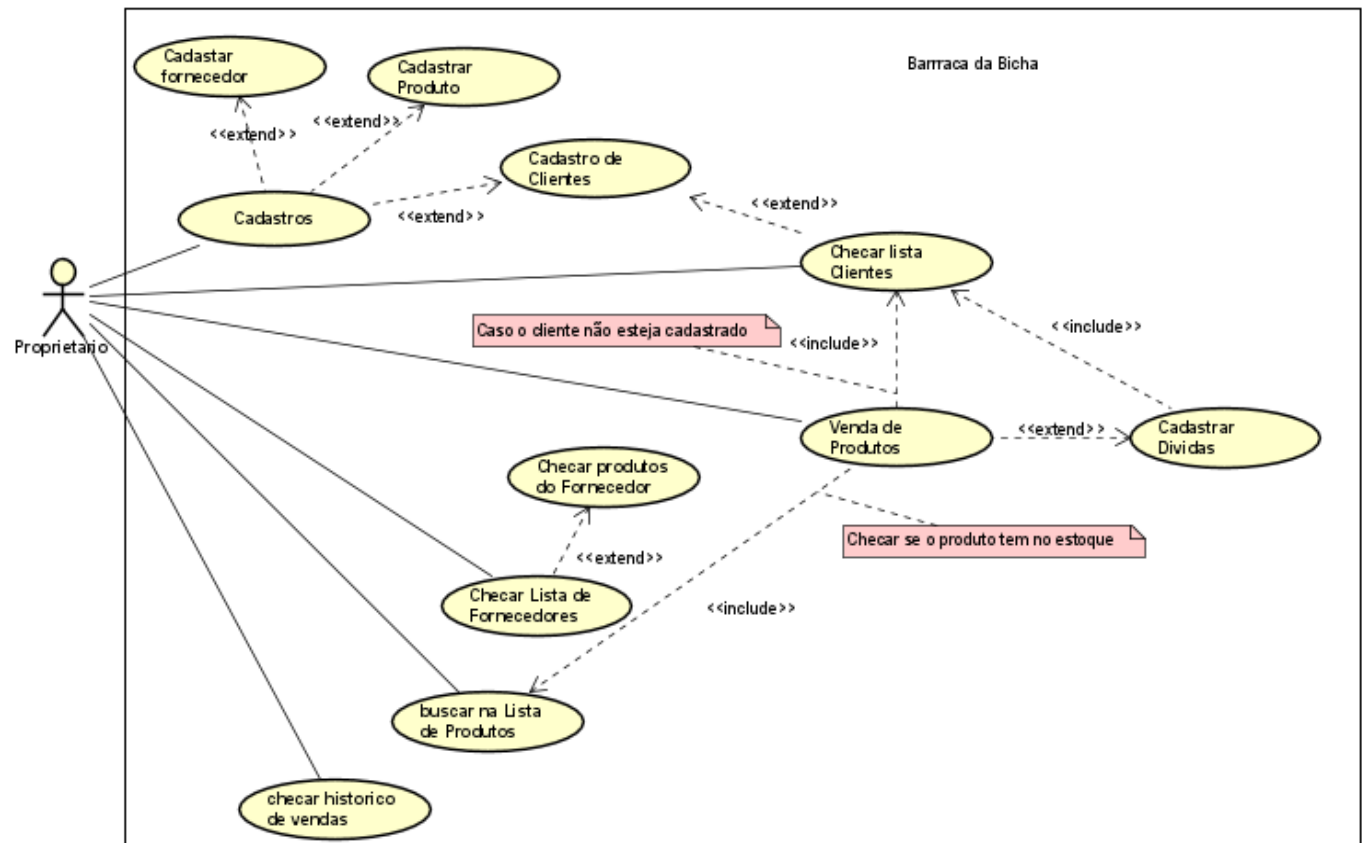 Cadastar
fornecedor
Cadastrar
Produto
Barrraca da Bicha
<<extend>>
<<extend>>
Cadastro de
Clientes
Cadastros
<<extend>>
<<extend>>
Checar lista
Clientes
Proprietario
Caso o cliente não esteja cadastrado
<<include>>
<<include>>
Venda de
Produtos
<<extend>>
Cadastrar
Dividas
Checar produtos
do Fornecedor
Checar se o produto tem no estoque
<<extend>>
Checar Lista de
Fornecedores
<<include>>
buscar na Lista
de Produtos
checar historico
de vendas